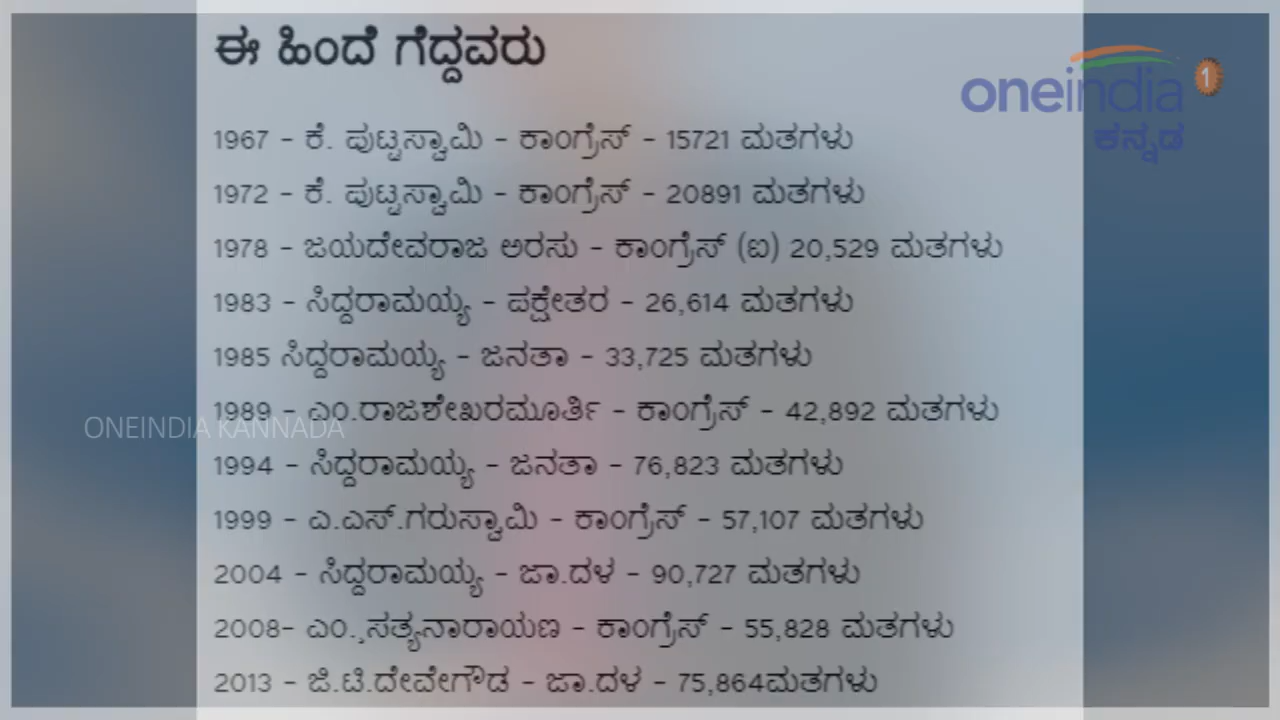 ಈ ಹಿಂದೆ ಗೆದ್ದವರು
oneindia 1
ಕನ್ನಡ
1967 - ಕೆ. ಪುಟ್ಟಸ್ವಾಮಿ - ಕಾಂಗ್ರೆಸ್ - 15721 ಮತಗಳು
1972 - ಕೆ. ಪುಟ್ಟಸ್ವಾಮಿ - ಕಾಂಗ್ರೆಸ್ - 20891 ಮತಗಳು
1978 - ಜಯದೇವರಾಜ ಅರಸು - ಕಾಂಗ್ರೆಸ್ (ಐ) 20,529 ಮತಗಳು
1983 - ಸಿದ್ದರಾಮಯ್ಯ - ಪಕ್ಷೇತರ - 26,614 ಮತಗಳು
1985 ಸಿದ್ದರಾಮಯ್ಯ - ಜನತಾ - 33,725 ಮತಗಳು
1989 - ಎಂ.ರಾಜಶೇಖರಮೂರ್ತಿ - ಕಾಂಗ್ರೆಸ್ - 42,892 ಮತಗಳು
ONEINDIA KANNADA
1994 - ಸಿದ್ದರಾಮಯ್ಯ - ಜನತಾ - 76,823 ಮತಗಳು
1999 - ಎ.ಎಸ್.ಗರುಸ್ವಾಮಿ - ಕಾಂಗ್ರೆಸ್ - 57,107 ಮತಗಳು
2004 - ಸಿದ್ದರಾಮಯ್ಯ - ಜಾ.ದಳ - 90,727 ಮತಗಳು
2008- ಎಂ.ಸತ್ಯನಾರಾಯಣ - ಕಾಂಗ್ರೆಸ್ - 55,828 ಮತಗಳು
2013 - ಜಿ.ಟಿ.ದೇವೇಗೌಡ - ಜಾ.ದಳ - 75,864ಮತಗಳು